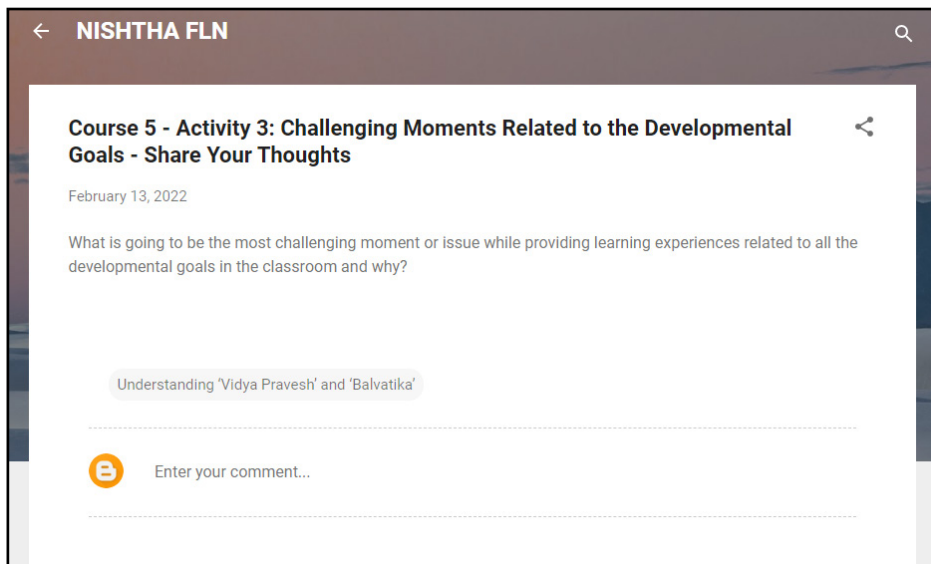 NISHTHA FLN
Course 5 - Activity 3: Challenging Moments Related to the Developmental
Goals - Share Your Thoughts
February 13, 2022
What is going to be the most challenging moment or issue while providing learning experiences related to all the
developmental goals in the classroom and why?
Understanding ‘Vidya Pravesh’ and ‘Balvatika’
Enter your comment...